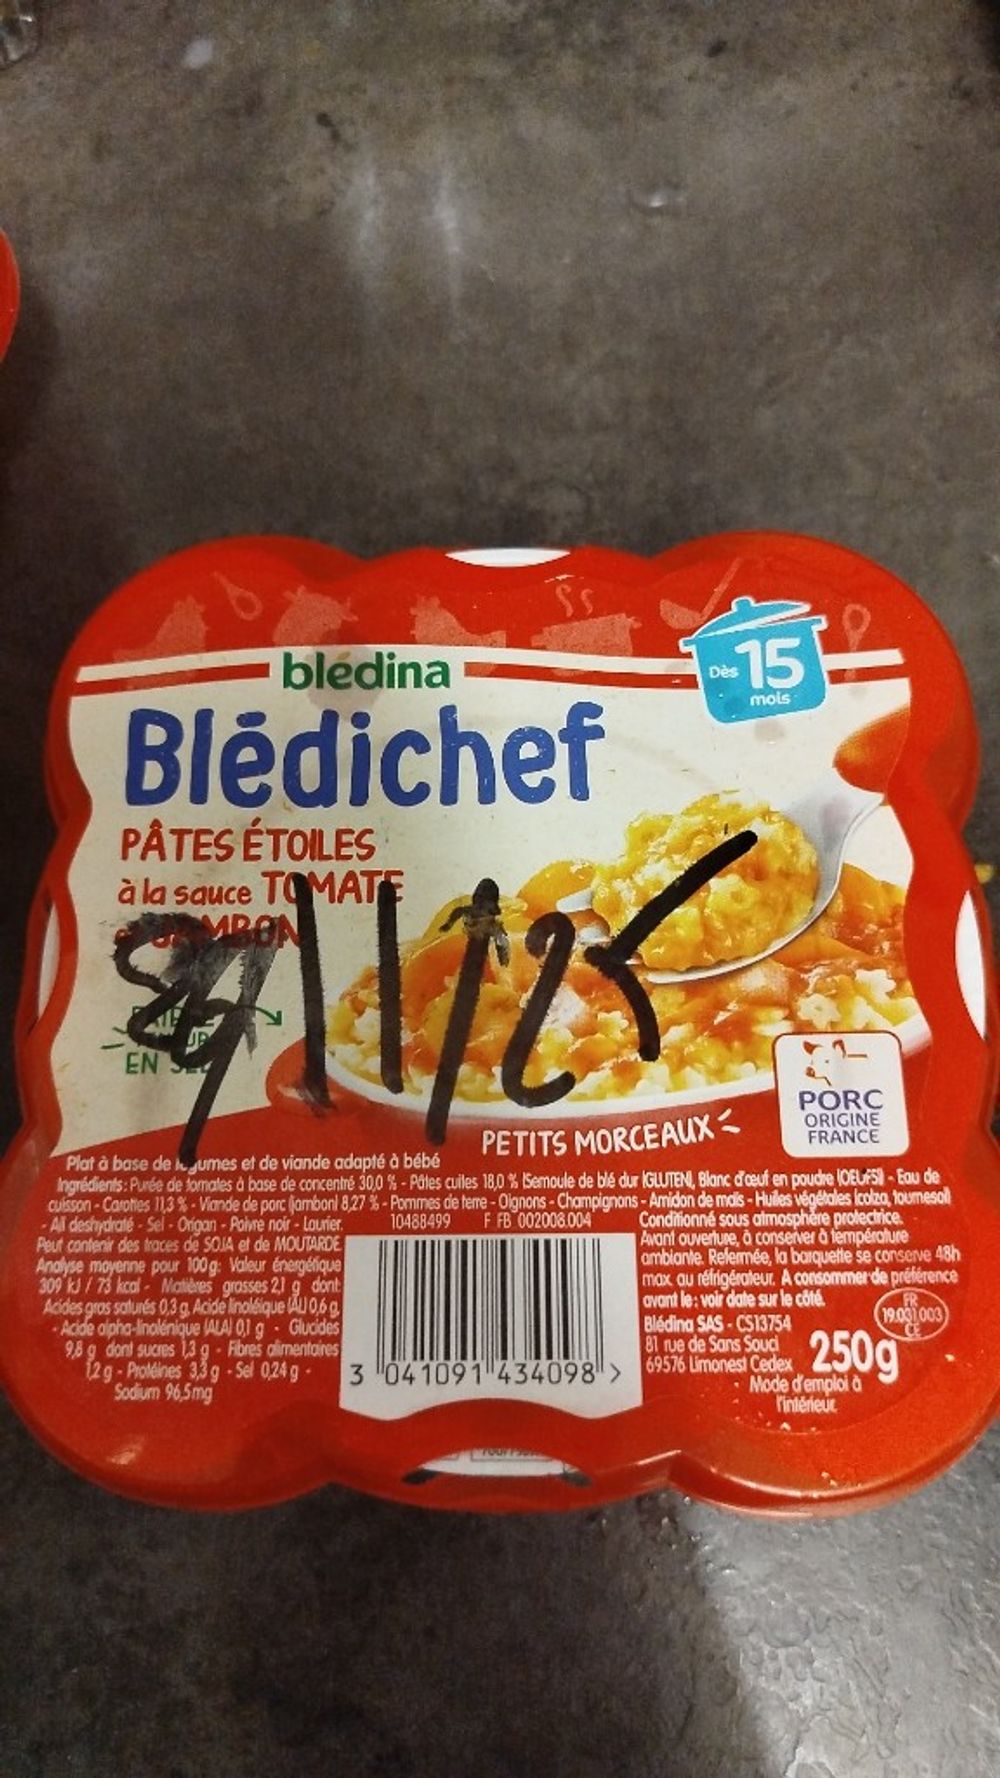 blédina
Dès 15 mois
Blédichef
PÂTES ÉTOILES
à la sauce TOMATE
JAMBON
/11/25
EN SEL
PORC
ORIGINE
FRANCE
PETITS MORCEAUX
Plat à base de légumes et de viande adapté à bébé
Ingrédients: Purée de tomates à base de concentré 30,0 % - Pâtes cuites 18,0 % (Semoule de blé dur (GLUTEN), Blanc d'œuf en poudre (OEUFS)) - Eau de
cuisson - Carottes 11,3 % - Viande de porc (jambon) 8,27 % - Pommes de terre - Oignons - Champignons - Amidon de maïs - Huiles végétales (colza, tournesol)
- Ail deshydraté - Sel - Origan - Poivre noir - Laurier.
Peut contenir des traces de SOJA et de MOUTARDE.
Analyse moyenne pour 100g: Valeur énergétique
309 kJ / 73 kcal - Matières grasses 2,1 g dont
Acides gras saturés 0,3 g, Acide linoléique (AL) 0,6 g,
- Acide alpha-linolénique (ALA) 0,1 g - Glucides
9,8 g dont sucres 1,3 g - Fibres alimentaires
1,2 g - Protéines 3,3 g - Sel 0,24 g -
Sodium 96,5mg
10488499 F FB 002008.004
3 041091 434098 >
Conditionné sous atmosphère protectrice.
Avant ouverture, à conserver à température
ambiante. Refermée, la barquette se conserve 48h
max. au réfrigérateur. A consommer de préférence
avant le : voir date sur le côté.
Blédina SAS - CS13754
81 rue de Sans Souci
69576 Limonest Cedex
FR
19.031.003
CE
250g
Mode d'emploi à
l'intérieur.